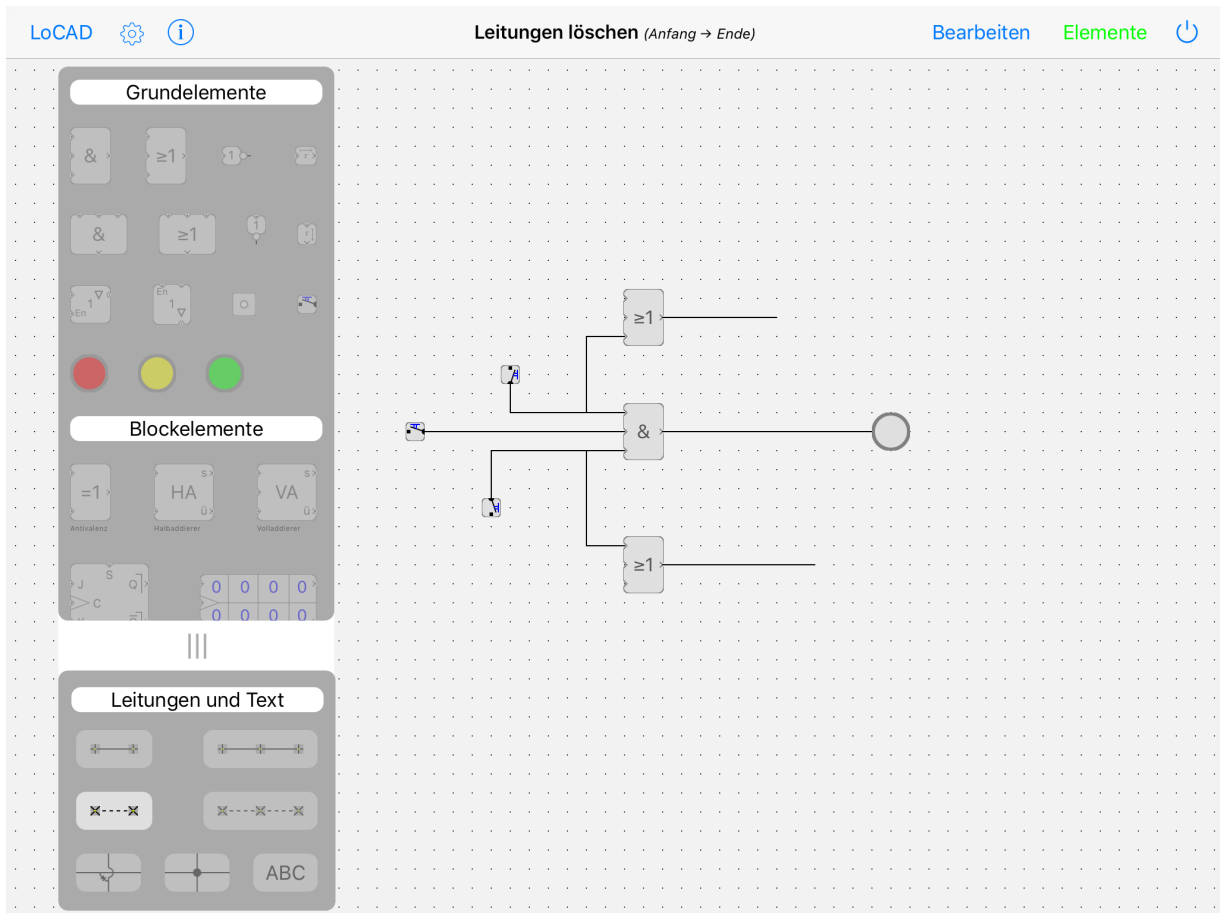 LoCAD
Leitungen löschen (Anfang → Ende)
Bearbeiten
Elemente
Grundelemente
& ≥1 1
& ≥1 1
1 En
En 1
Blockelemente
=1
Antivalenz
HA S Ü
Halbaddierer
VA S Ü
Volladdierer
S
J Q
C
0 0 0 0
0 0 0 0
Leitungen und Text
ABC
≥1
&
≥1